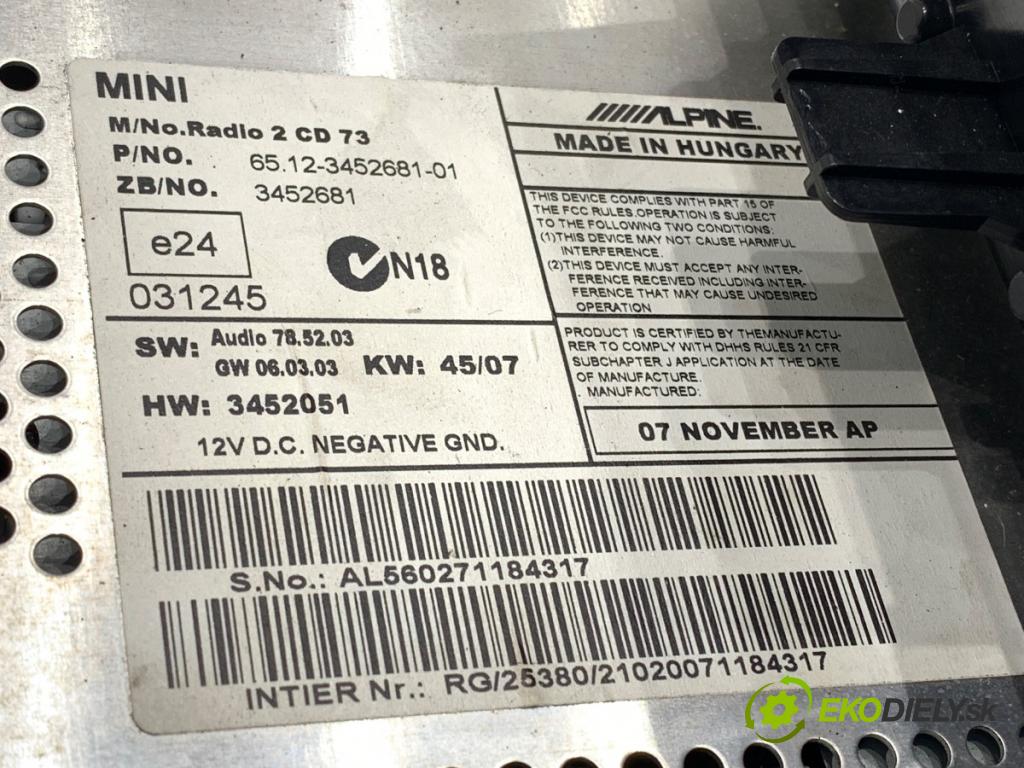 MINI
M/No.Radio 2 CD 73
P/NO. 65.12-3452681-01
ZB/NO. 3452681
e24
031245
N18
ALPINE.
MADE IN HUNGARY
THIS DEVICE COMPLIES WITH PART 15 OF
THE FCC RULES.OPERATION IS SUBJECT
TO THE FOLLOWING TWO CONDITIONS:
(1)THIS DEVICE MAY NOT CAUSE HARMFUL
INTERFERENCE.
(2)THIS DEVICE MUST ACCEPT ANY INTER-
FERENCE RECEIVED INCLUDING INTER-
FERENCE THAT MAY CAUSE UNDESIRED
OPERATION
SW: Audio 78.52.03
GW 06.03.03 KW: 45/07
HW: 3452051
12V D.C. NEGATIVE GND.
PRODUCT IS CERTIFIED BY THEMANUFACTU-
RER TO COMPLY WITH DHHS RULES 21 CFR
SUBCHAPTER J APPLICATION AT THE DATE
OF MANUFACTURE.
MANUFACTURED:
07 NOVEMBER AP
S.No.: AL560271184317
INTIER Nr.: RG/25380/21020071184317
EKODIELY.sk